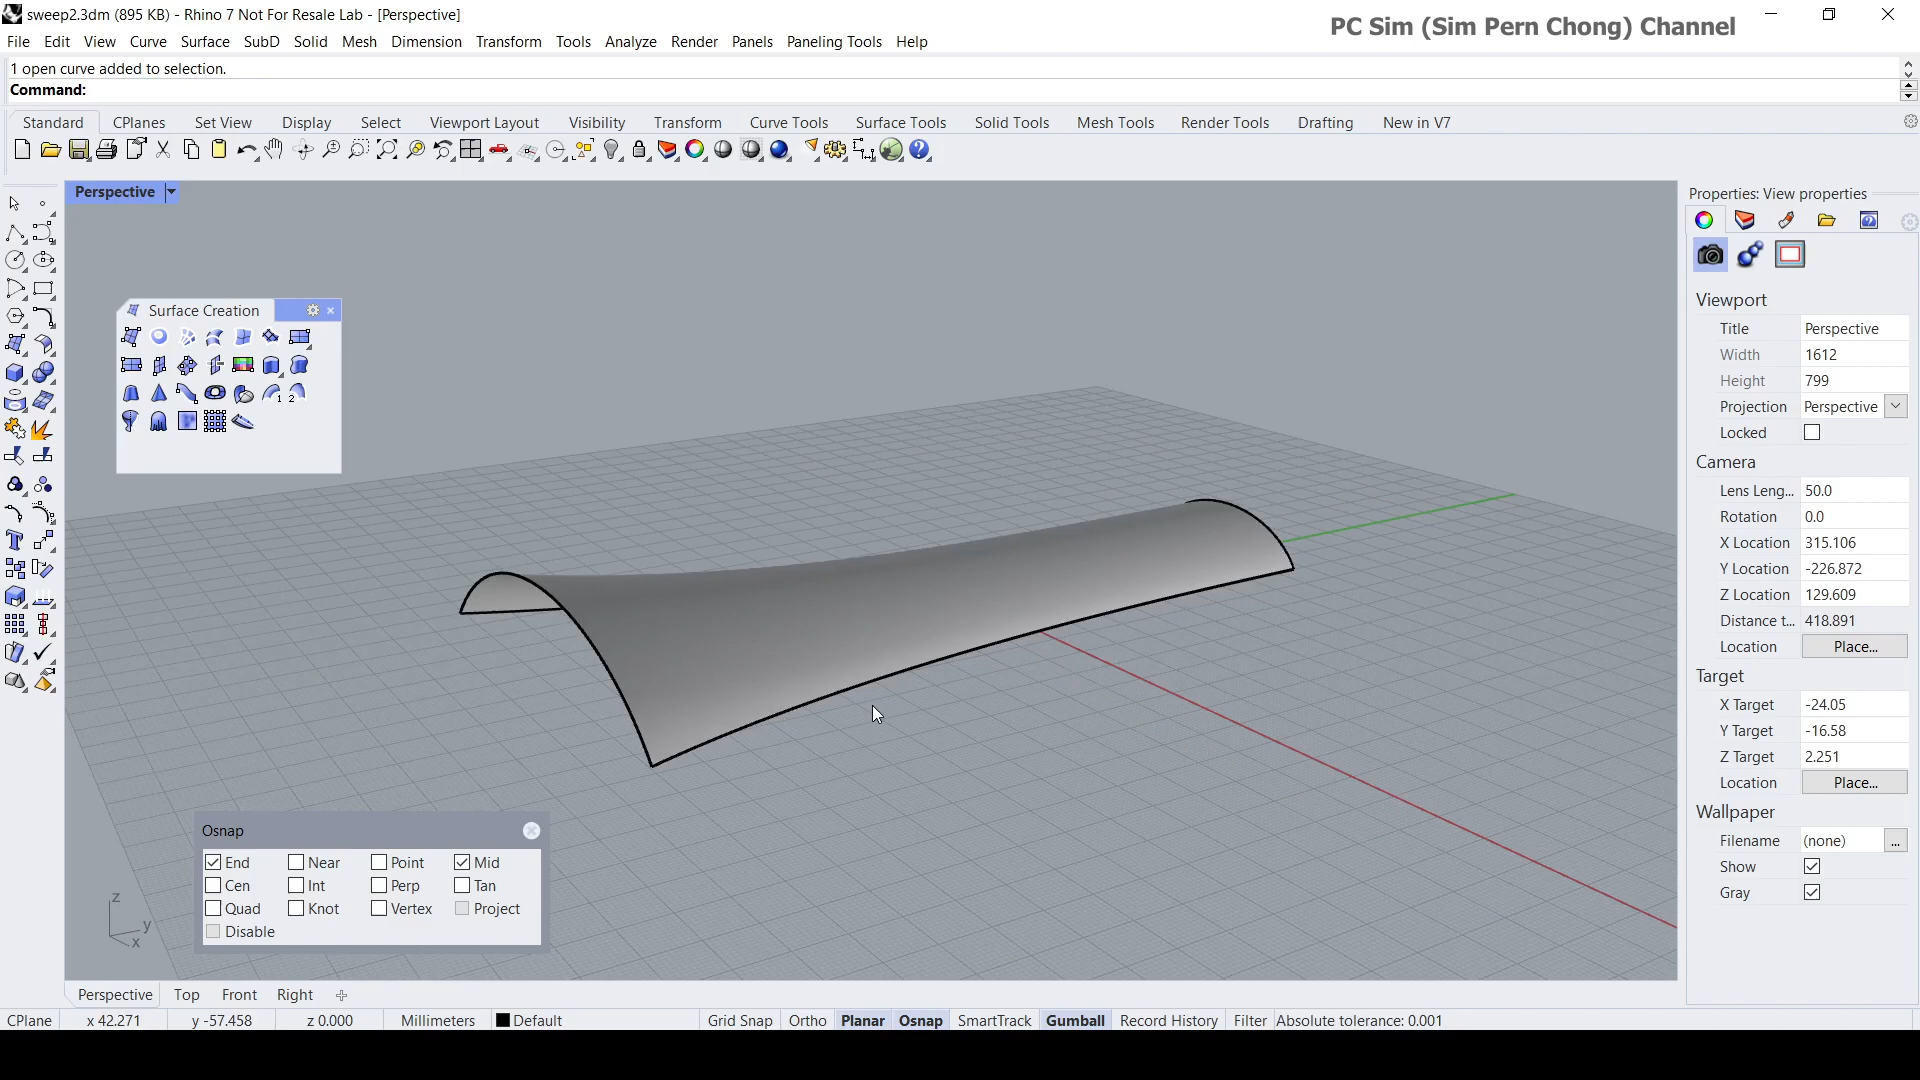 sweep2.3dm (895 KB) - Rhino 7 Not For Resale Lab - [Perspective]
PC Sim (Sim Pern Chong) Channel
File Edit View Curve Surface SubD Solid Mesh Dimension Transform Tools Analyze Render Panels Paneling Tools Help
1 open curve added to selection.
Command:
Standard CPlanes Set View Display Select Viewport Layout Visibility Transform Curve Tools Surface Tools Solid Tools Mesh Tools Render Tools Drafting New in V7
Perspective
Surface Creation
1 2
Properties: View properties
Viewport
Title Perspective
Width 1612
Height 799
Projection Perspective
Locked
Camera
Lens Leng... 50.0
Rotation 0.0
X Location 315.106
Y Location -226.872
Z Location 129.609
Distance t... 418.891
Location Place...
Target
X Target -24.05
Y Target -16.58
Z Target 2.251
Location Place...
Wallpaper
Filename (none) ...
Show
Gray
Osnap
End Near Point Mid
Cen Int Perp Tan
Quad Knot Vertex Project
Disable
z
y
x
Perspective Top Front Right
CPlane x 42.271 y -57.458 z 0.000 Millimeters Default Grid Snap Ortho Planar Osnap SmartTrack Gumball Record History Filter Absolute tolerance: 0.001